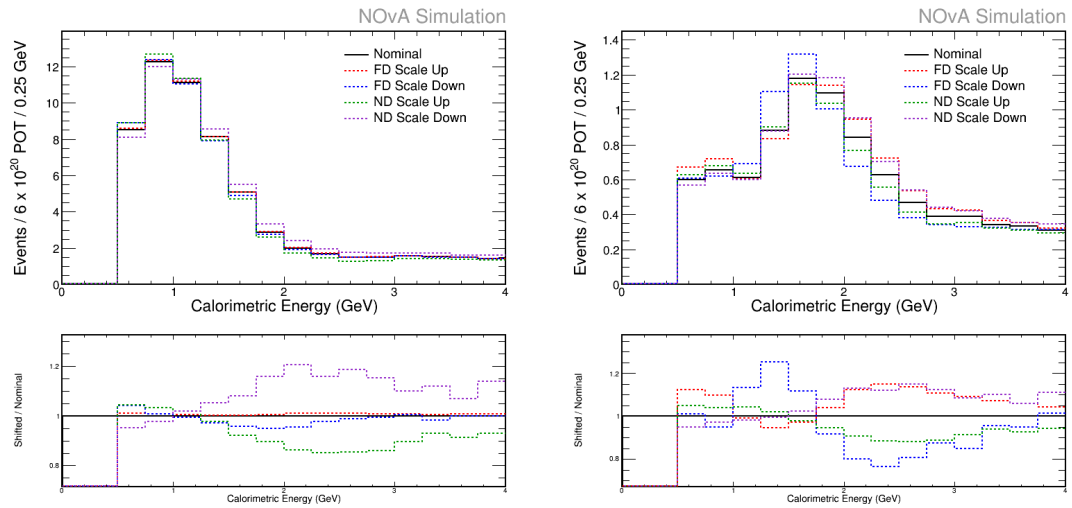 NOvA Simulation
Events / 6 x 10²⁰ POT / 0.25 GeV
12
10
8
6
4
2
0
Nominal
FD Scale Up
FD Scale Down
ND Scale Up
ND Scale Down
0 1 2 3 4
Calorimetric Energy (GeV)
Shifted / Nominal
1.2
1
0.8
0 1 2 3 4
Calorimetric Energy (GeV)
NOvA Simulation
Events / 6 x 10²⁰ POT / 0.25 GeV
1.4
1.2
1
0.8
0.6
0.4
0.2
0
Nominal
FD Scale Up
FD Scale Down
ND Scale Up
ND Scale Down
0 1 2 3 4
Calorimetric Energy (GeV)
Shifted / Nominal
1.2
1
0.8
0 1 2 3 4
Calorimetric Energy (GeV)